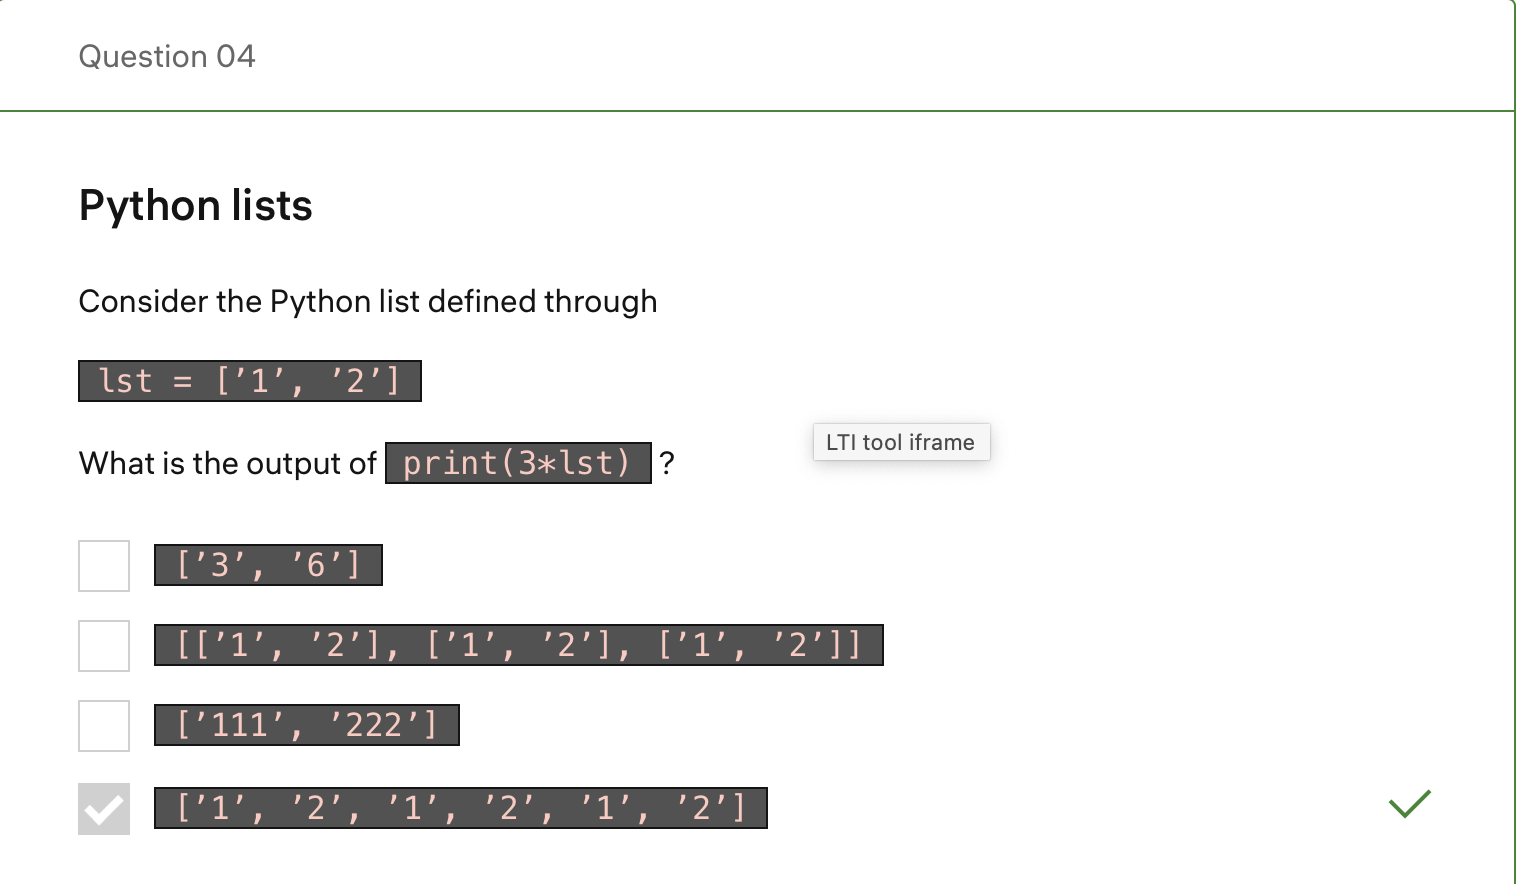 Question 04
Python lists
Consider the Python list defined through
lst = [’1’, ’2’]
What is the output of print(3*lst) ?
LTI tool iframe
[’3’, ’6’]
[[’1’, ’2’], [’1’, ’2’], [’1’, ’2’]]
[’111’, ’222’]
[’1’, ’2’, ’1’, ’2’, ’1’, ’2’]